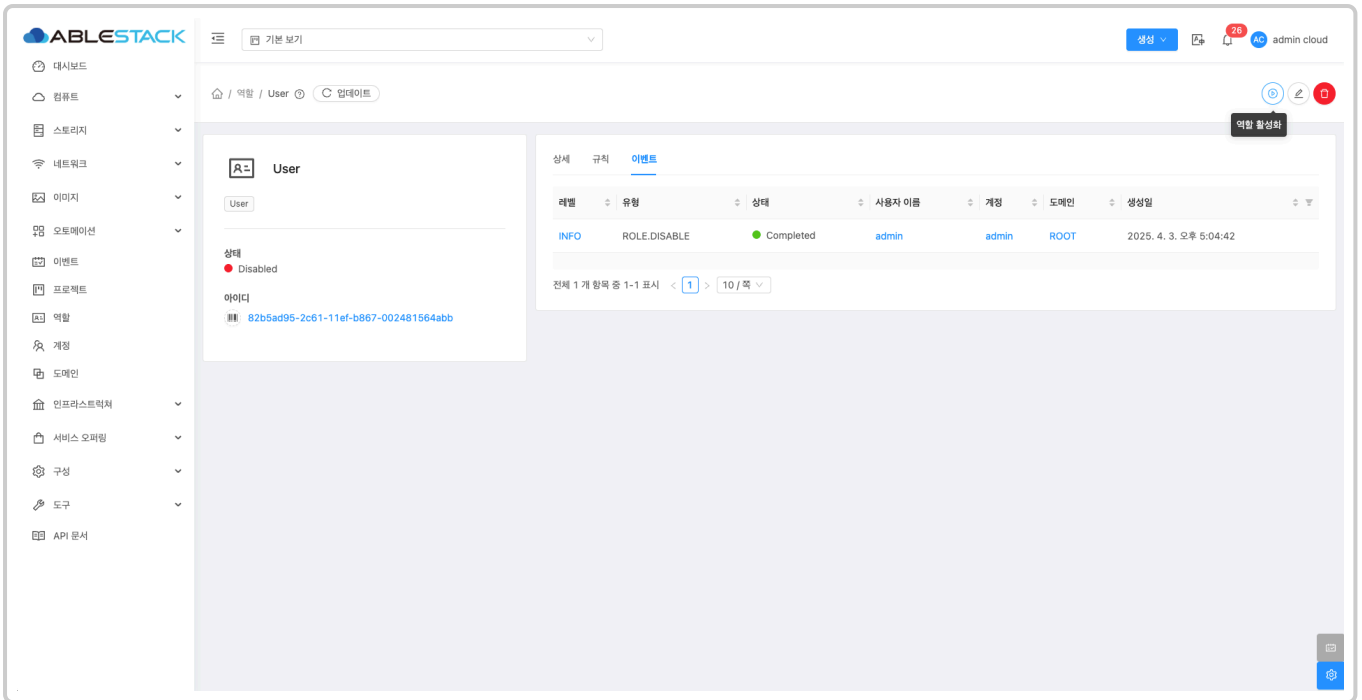 ABLESTACK
기본 보기
생성
26
AC
admin cloud
대시보드
컴퓨트
스토리지
네트워크
이미지
오토메이션
이벤트
프로젝트
역할
계정
도메인
인프라스트럭쳐
서비스 오퍼링
구성
도구
API 문서
/ 역할 / User 업데이트
역할 활성화
User
User
상태
Disabled
아이디
82b5ad95-2c61-11ef-b867-002481564abb
상세 규칙 이벤트
레벨 유형 상태 사용자 이름 계정 도메인 생성일
INFO ROLE.DISABLE Completed admin admin ROOT 2025. 4. 3. 오후 5:04:42
전체 1 개 항목 중 1-1 표시 < 1 > 10 / 쪽